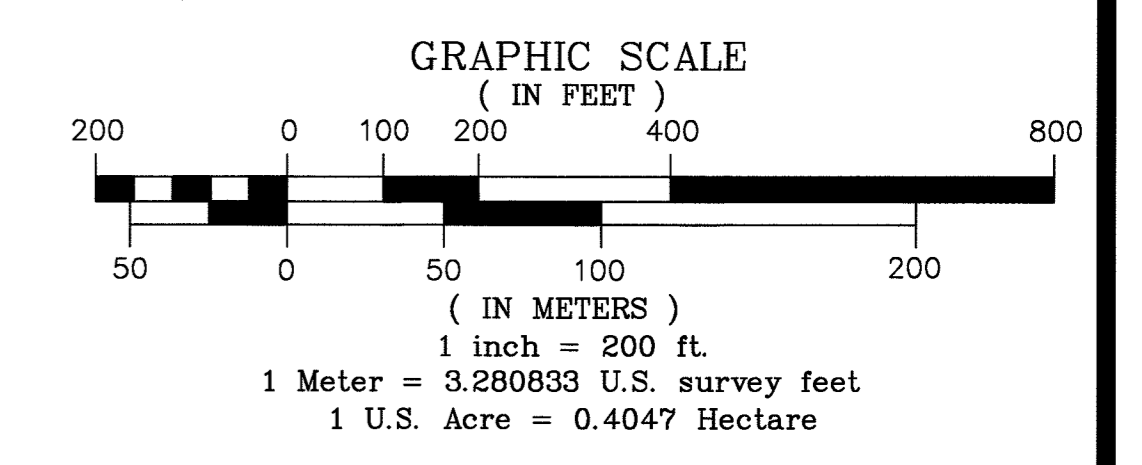 GRAPHIC SCALE
( IN FEET )
200 0 100 200 400 800
50 0 50 100 200
( IN METERS )
1 inch = 200 ft.
1 Meter = 3.280833 U.S. survey feet
1 U.S. Acre = 0.4047 Hectare